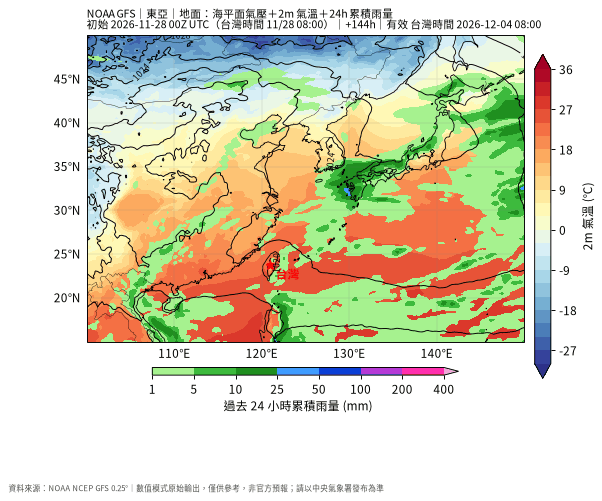 NOAA GFS｜東亞｜地面：海平面氣壓＋2m 氣溫＋24h 累積雨量
初始 2026-11-28 00Z UTC（台灣時間 11/28 08:00）｜+144h｜有效 台灣時間 2026-12-04 08:00
45°N
40°N
35°N
30°N
25°N
20°N
110°E
120°E
130°E
140°E
台灣
36
27
18
9
0
-9
-18
-27
2m 氣溫 (°C)
1
5
10
25
50
100
200
400
過去 24 小時累積雨量 (mm)
資料來源：NOAA NCEP GFS 0.25°｜數值模式原始輸出，僅供參考，非官方預報；請以中央氣象署發布為準